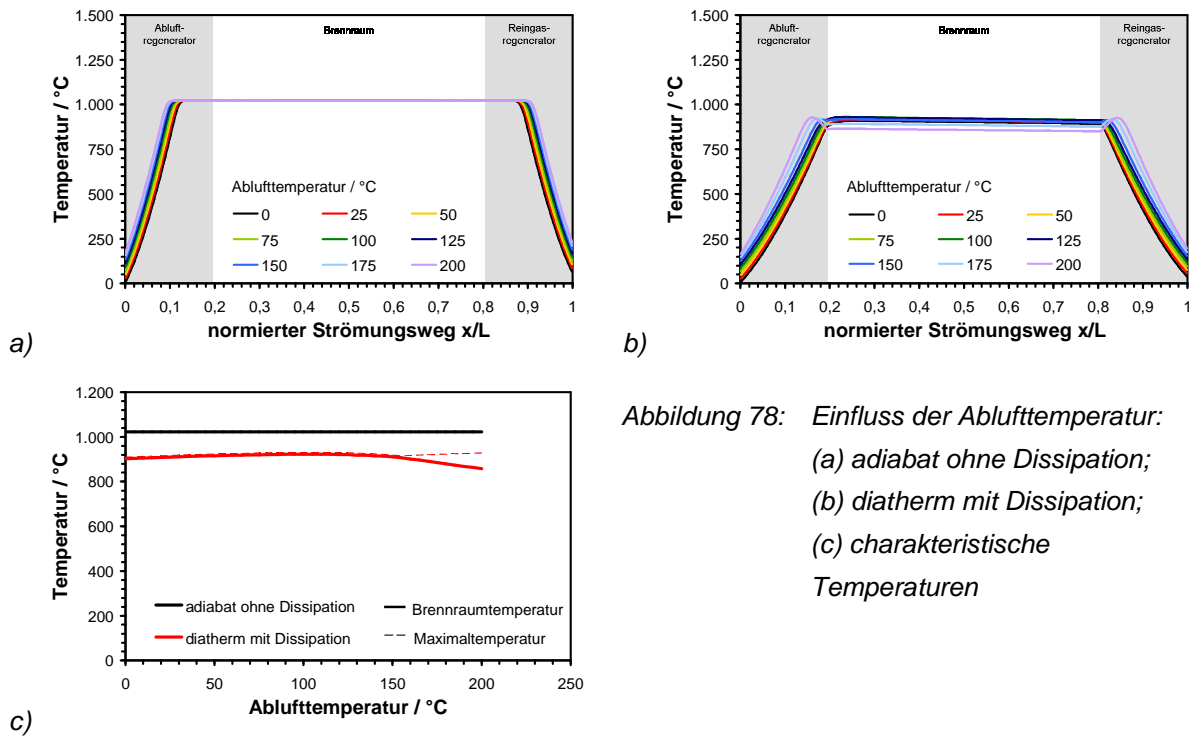 Temperatur / °C
1.500
1.250
1.000
750
500
250
0
Abluft-
regenerator
Brennraum
Reingas-
regenerator
Ablufttemperatur / °C
0 25 50
75 100 125
150 175 200
0 0,1 0,2 0,3 0,4 0,5 0,6 0,7 0,8 0,9 1
normierter Strömungsweg x/L
a)
Temperatur / °C
1.500
1.250
1.000
750
500
250
0
Abluft-
regenerator
Brennraum
Reingas-
regenerator
Ablufttemperatur / °C
0 25 50
75 100 125
150 175 200
0 0,1 0,2 0,3 0,4 0,5 0,6 0,7 0,8 0,9 1
normierter Strömungsweg x/L
b)
Temperatur / °C
1.200
1.000
800
600
400
200
0
adiabat ohne Dissipation Brennraumtemperatur
diatherm mit Dissipation Maximaltemperatur
0 50 100 150 200 250
Ablufttemperatur / °C
c)
Abbildung 78: Einfluss der Ablufttemperatur:
(a) adiabat ohne Dissipation;
(b) diatherm mit Dissipation;
(c) charakteristische
Temperaturen